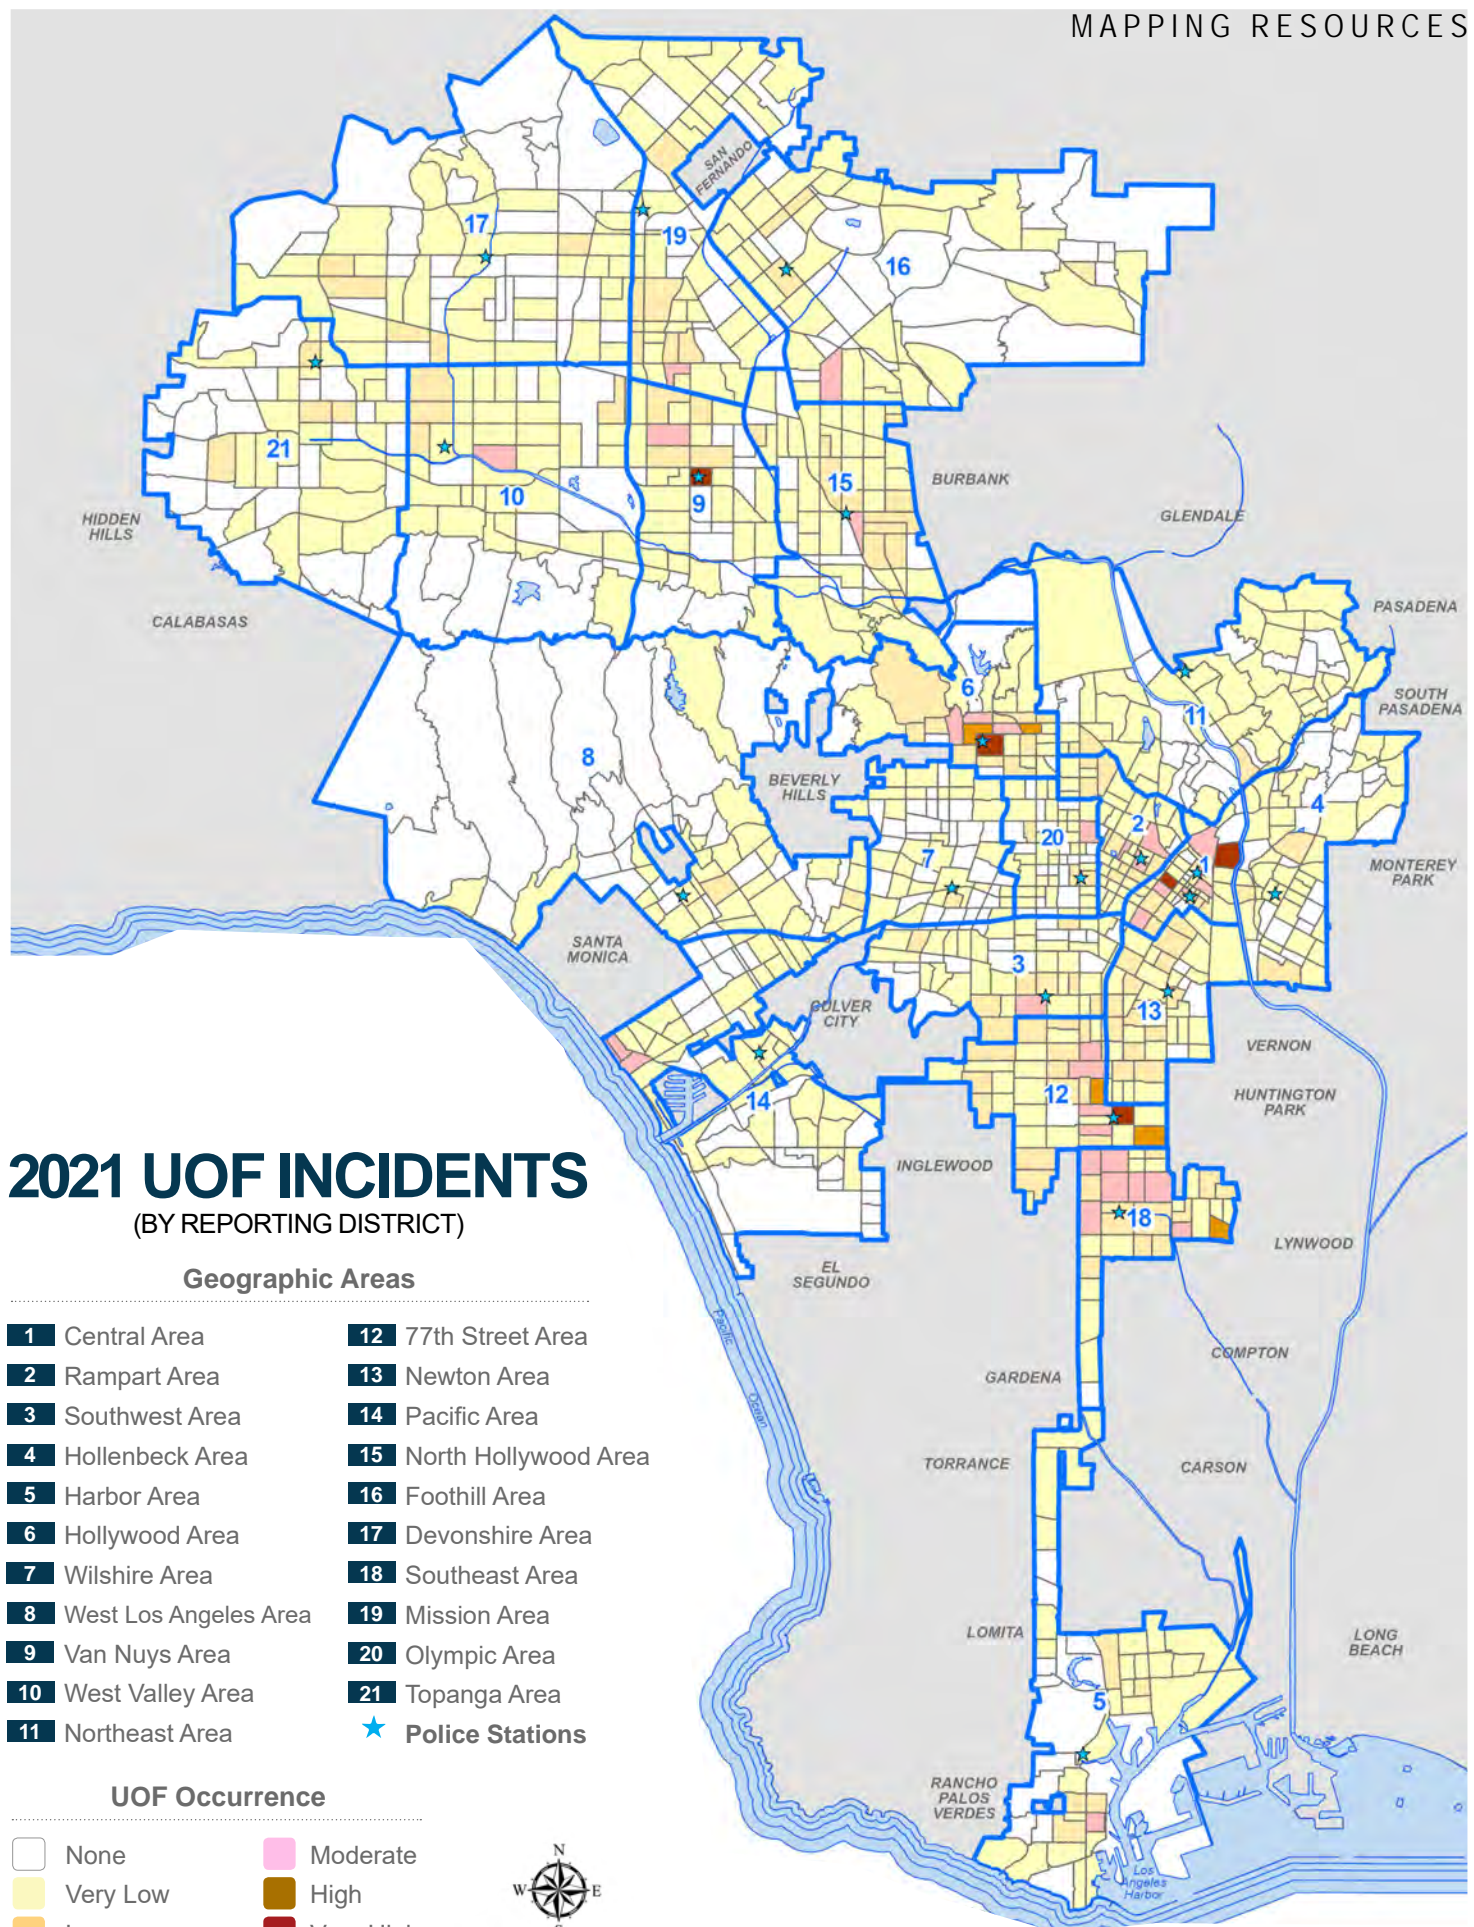 MAPPING RESOURCES
SAN
FERNANDO
17
19
16
21
10
9
15
BURBANK
GLENDALE
HIDDEN
HILLS
CALABASAS
PASADENA
SOUTH
PASADENA
6
11
8
BEVERLY
HILLS
4
2
20
7
1
MONTEREY
PARK
SANTA
MONICA
3
CULVER
CITY
13
VERNON
12
14
HUNTINGTON
PARK
INGLEWOOD
18
LYNWOOD
EL
SEGUNDO
Pacific
Ocean
COMPTON
GARDENA
TORRANCE
CARSON
LOMITA
LONG
BEACH
5
RANCHO
PALOS
VERDES
Los
Angeles
Harbor
2021 UOF INCIDENTS
(BY REPORTING DISTRICT)
Geographic Areas
1 Central Area
2 Rampart Area
3 Southwest Area
4 Hollenbeck Area
5 Harbor Area
6 Hollywood Area
7 Wilshire Area
8 West Los Angeles Area
9 Van Nuys Area
10 West Valley Area
11 Northeast Area
12 77th Street Area
13 Newton Area
14 Pacific Area
15 North Hollywood Area
16 Foothill Area
17 Devonshire Area
18 Southeast Area
19 Mission Area
20 Olympic Area
21 Topanga Area
Police Stations
UOF Occurrence
None
Very Low
Moderate
High
N
W E